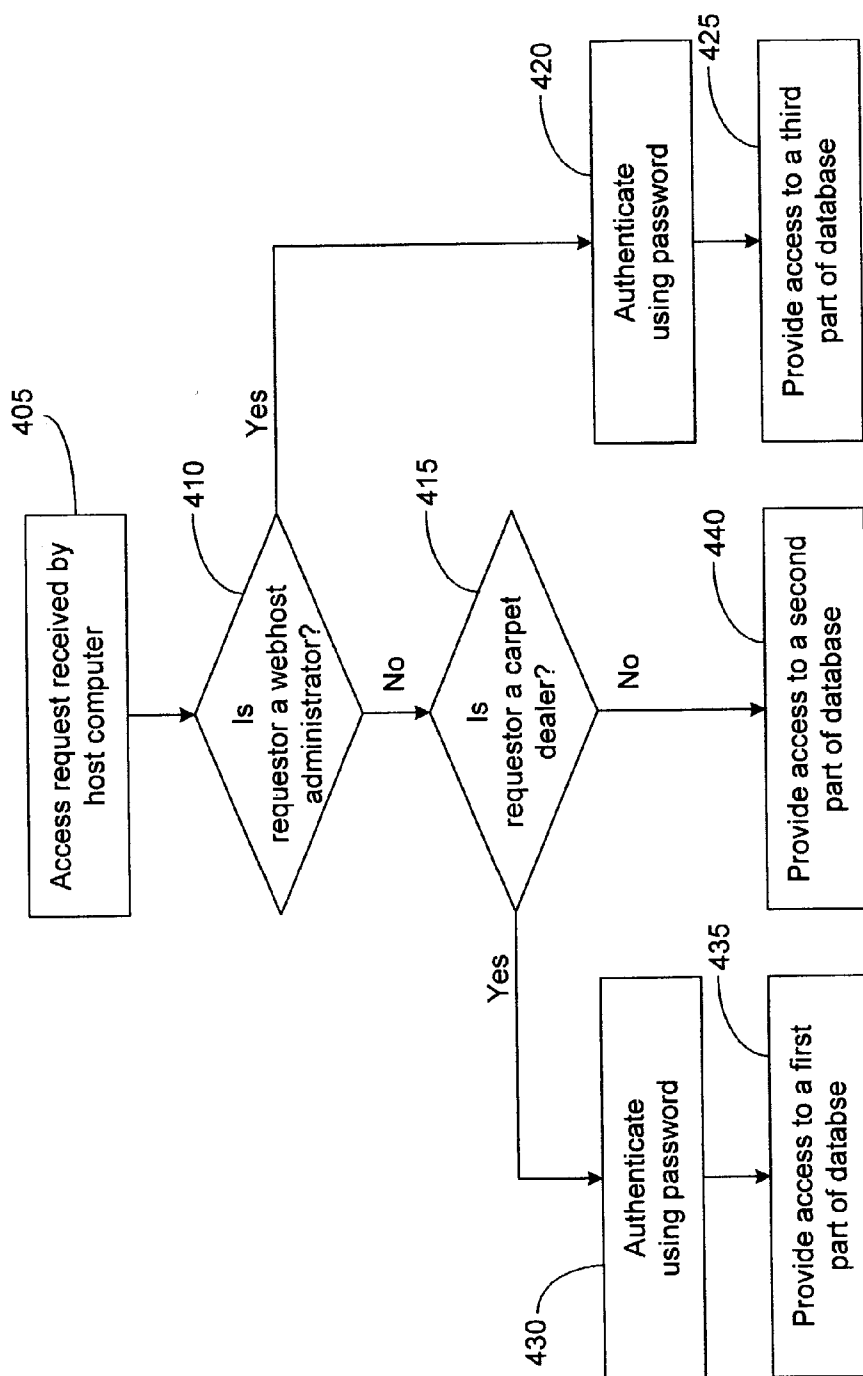 405
Access request received by
host computer
410
Is
requestor a webhost
administrator?
Yes
No
415
Is
requestor a carpet
dealer?
Yes
No
420
Authenticate
using password
425
Provide access to a third
part of database
430
Authenticate
using password
435
Provide access to a first
part of databse
440
Provide access to a second
part of database